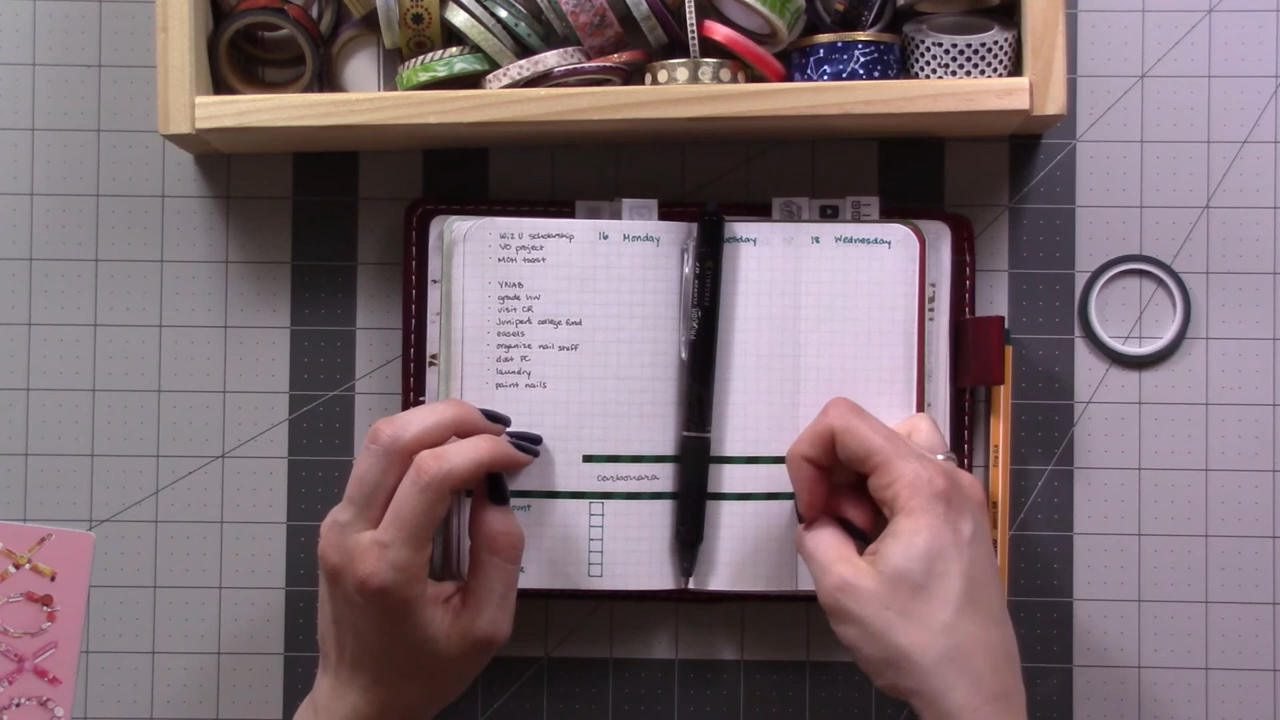 16 Monday
18 Wednesday
· Wiz U scholarship
· VO project
· MOH toast
· YNAB
· grade HW
· visit CR
· Juniper's college fund
· easels
· organize nail stuff
· dust PC
· laundry
· paint nails
carbonara